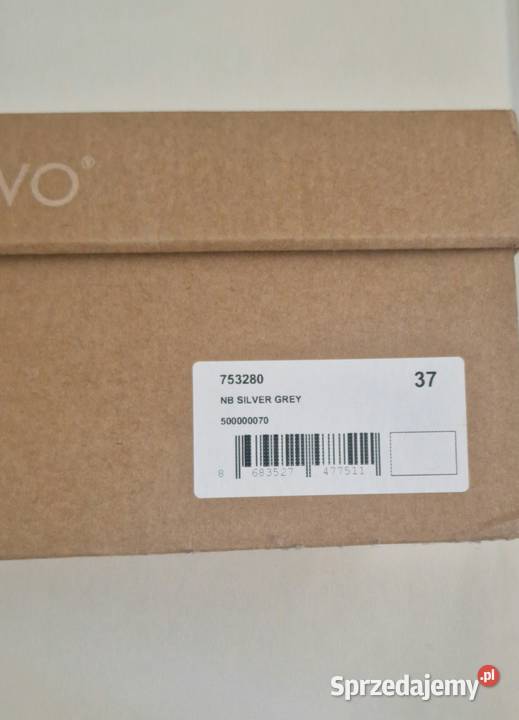 VO®
753280
37
NB SILVER GREY
500000070
8 683527 477511
Sprzedajemy.pl